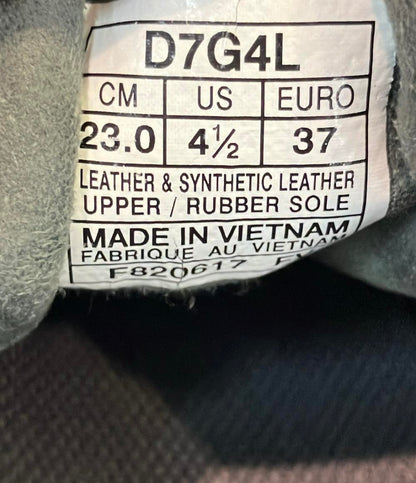 D7G4L
CM US EURO
23.0 4½ 37
LEATHER & SYNTHETIC LEATHER
UPPER / RUBBER SOLE
MADE IN VIETNAM
FABRIQUE AU VIETNAM
F820617